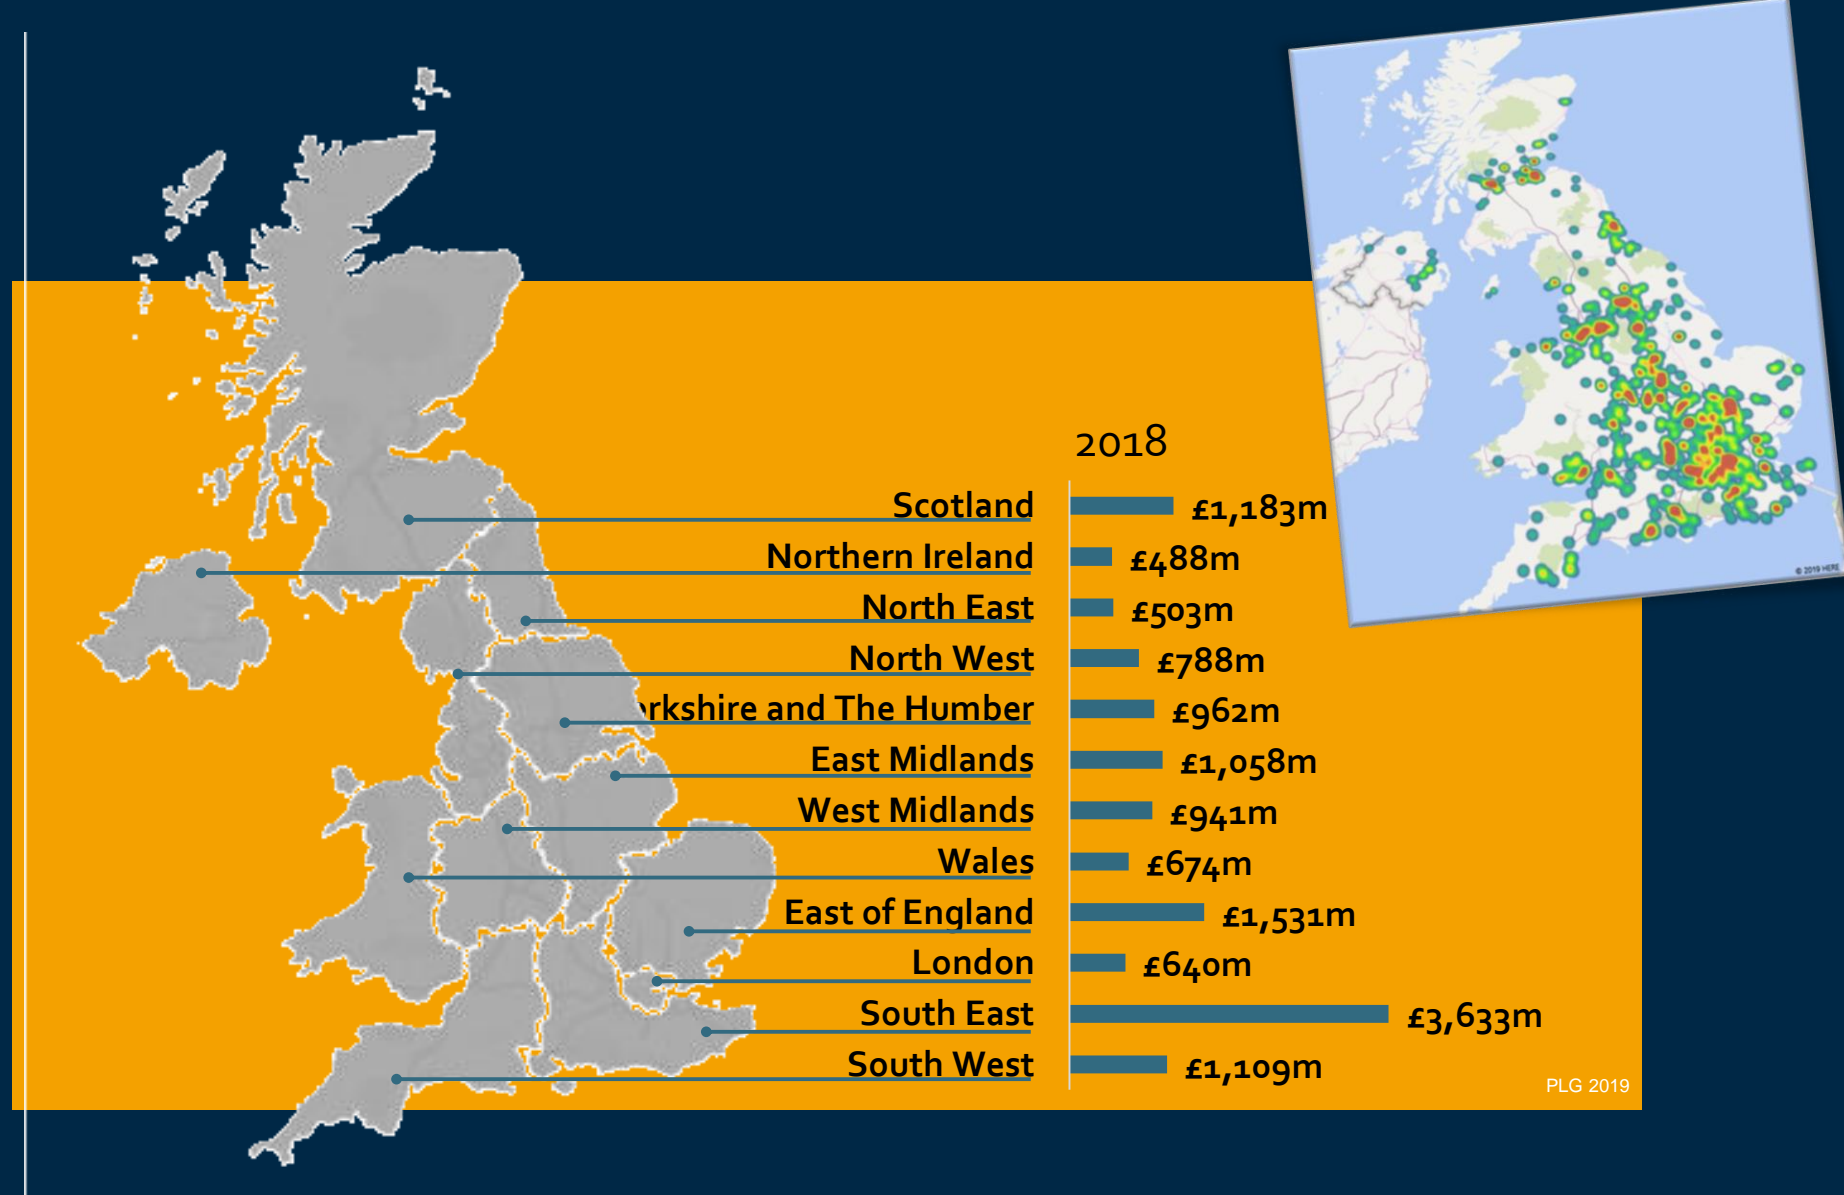 2018
Scotland £1,183m
Northern Ireland £488m
North East £503m
North West £788m
rkshire and The Humber £962m
East Midlands £1,058m
West Midlands £941m
Wales £674m
East of England £1,531m
London £640m
South East £3,633m
South West £1,109m
PLG 2019
© 2019 HERE